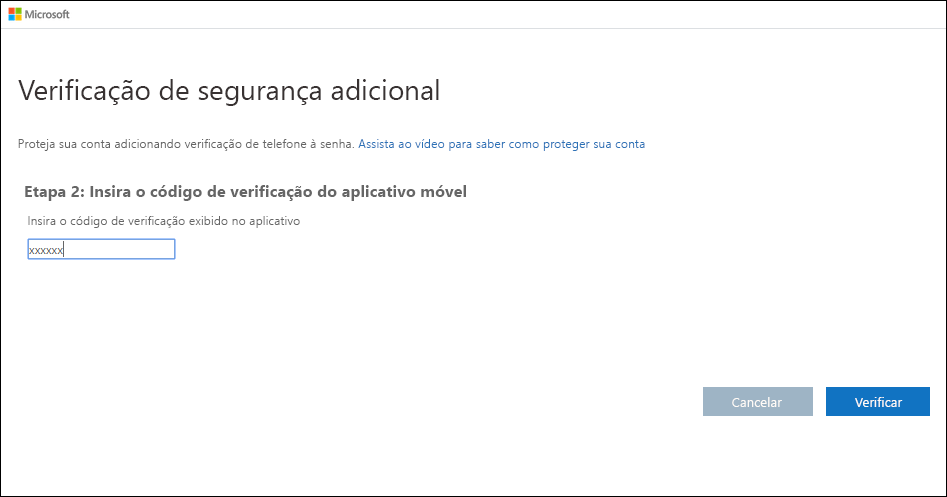 Microsoft
Verificação de segurança adicional
Proteja sua conta adicionando verificação de telefone à senha. Assista ao vídeo para saber como proteger sua conta
Etapa 2: Insira o código de verificação do aplicativo móvel
Insira o código de verificação exibido no aplicativo
xxxxxx
Cancelar
Verificar